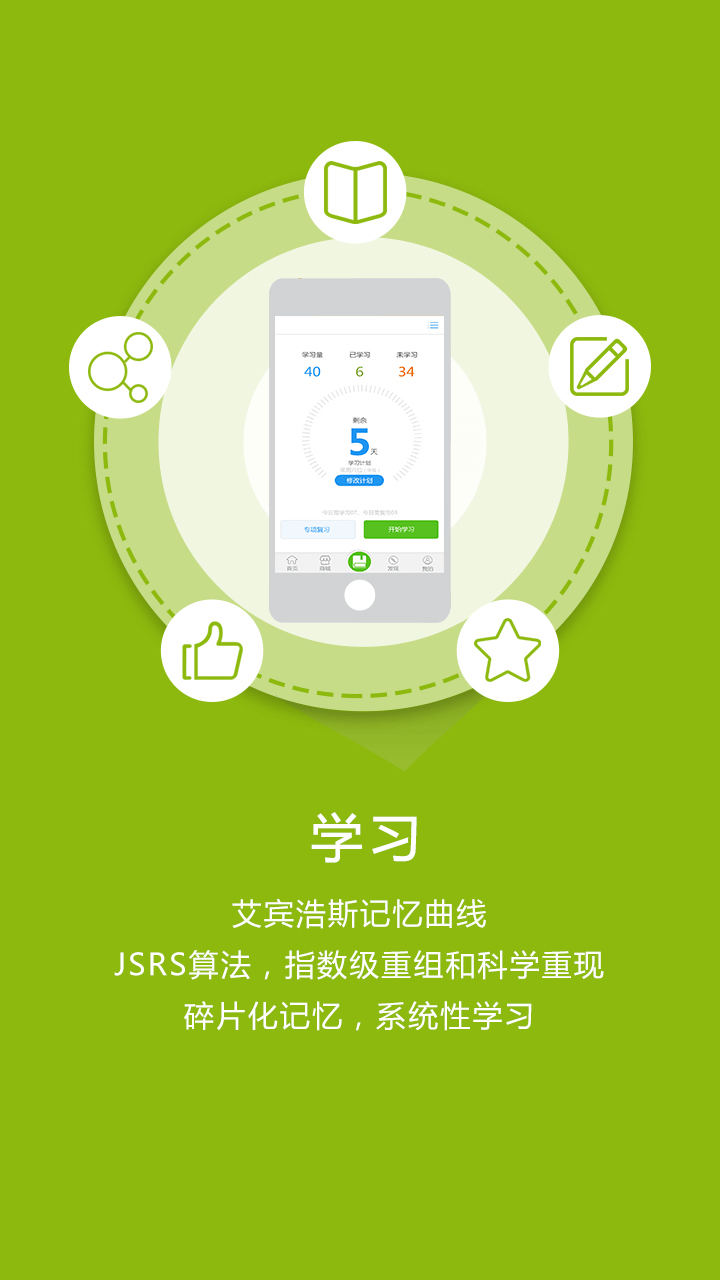 学习量 已学习 未学习
40 6 34
剩余
5天
学习计划
修改计划
专项复习 开始学习
首页 商城 发现 我的
学习
艾宾浩斯记忆曲线
JSRS算法，指数级重组和科学重现
碎片化记忆，系统性学习